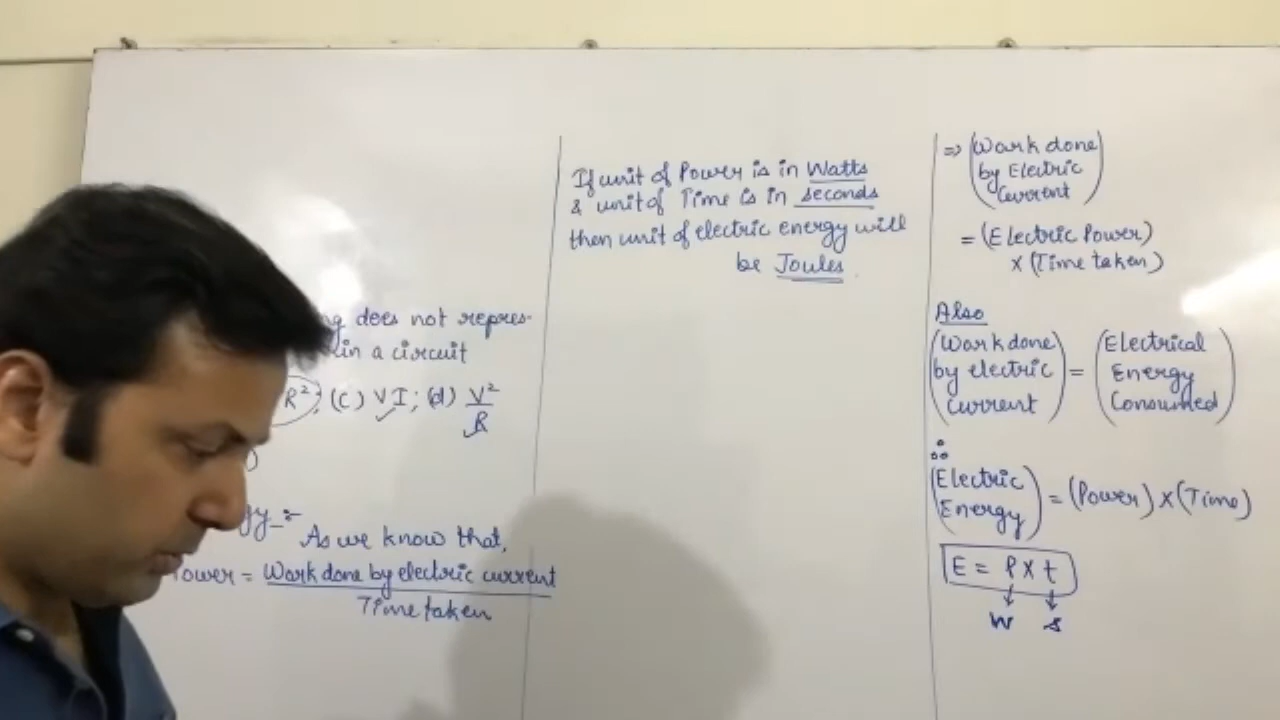 does not repres-
in a circuit
R²; (C) VI; (d) V²
R
As we know that,
Power = Work done by electric current
Time taken
If unit of Power is in Watts
& unit of Time is in seconds
then unit of electric energy will
be Joules.
⇒ (Work done
by Electric
Current)
= (Electric Power)
× (Time taken)
Also
(Work done
by electric
current) = (Electrical
Energy
Consumed)
∴
(Electric
Energy) = (Power) × (Time)
E = P × t
↓ ↓
W s